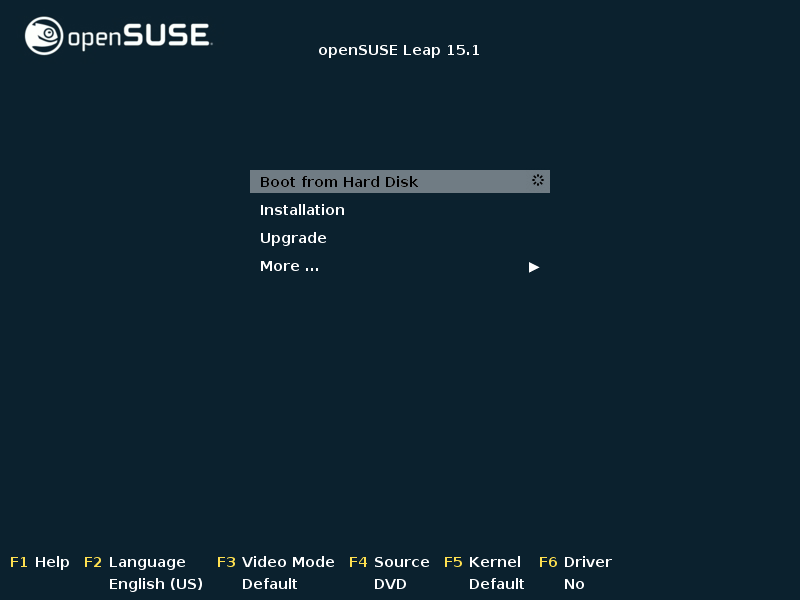 openSUSE.
openSUSE Leap 15.1
Boot from Hard Disk
Installation
Upgrade
More ...
F1 Help F2 Language F3 Video Mode F4 Source F5 Kernel F6 Driver
English (US) Default DVD Default No